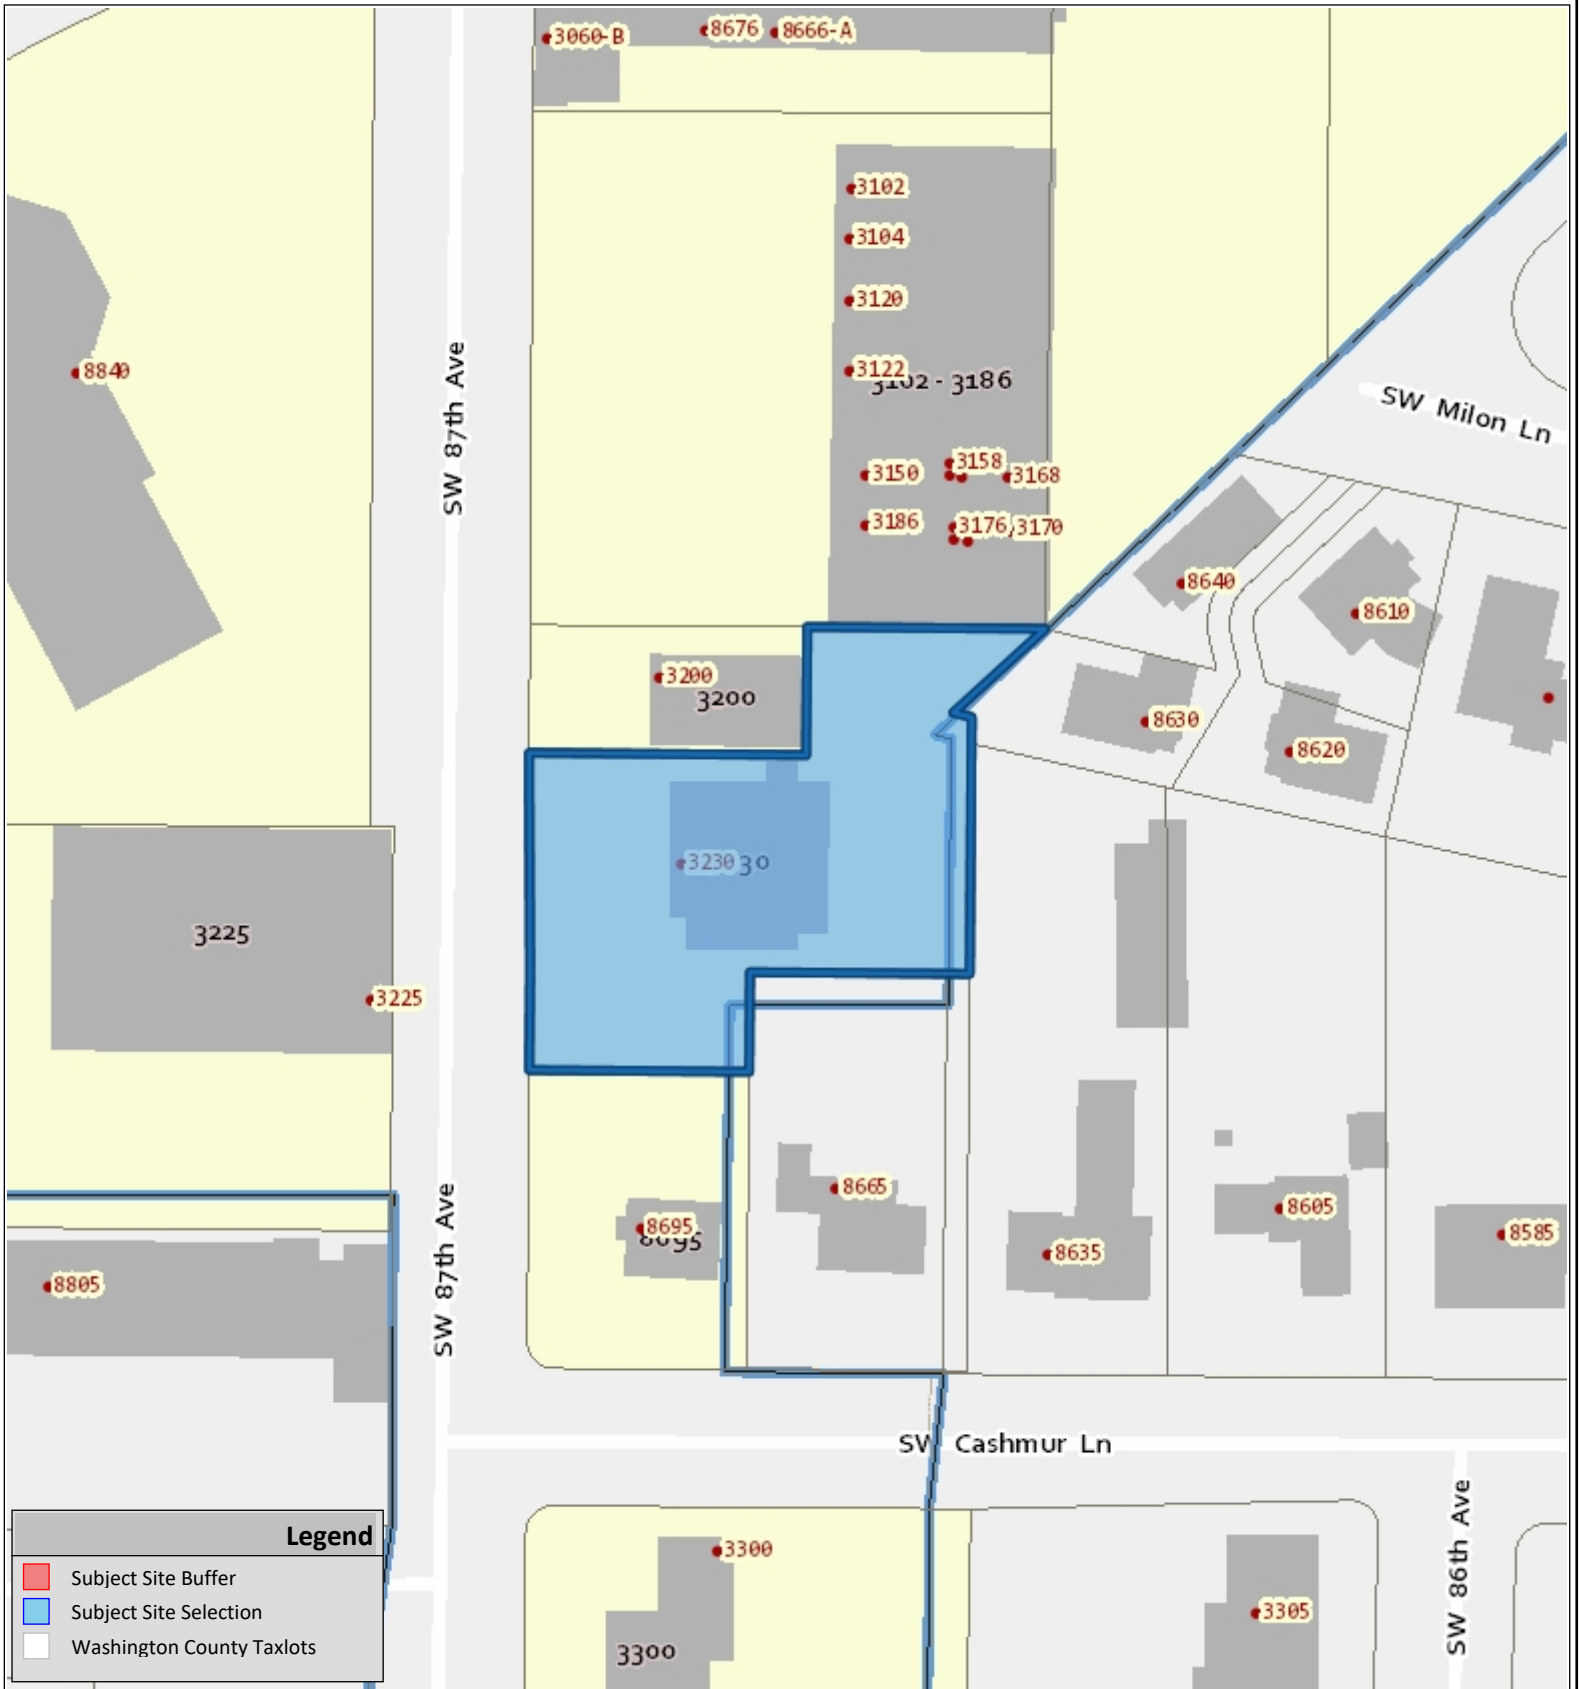 3060-B
8676
8666-A
3102
3104
3120
3122
3102 - 3186
3150
3158
3168
3186
3176
3170
8840
SW 87th Ave
SW Milon Ln
8640
8610
3200
3200
8630
8620
3230
30
3225
3225
SW 87th Ave
8665
8695
8695
8635
8605
8585
8805
SW Cashmur Ln
SW 86th Ave
3300
3300
3305
Legend
Subject Site Buffer
Subject Site Selection
Washington County Taxlots